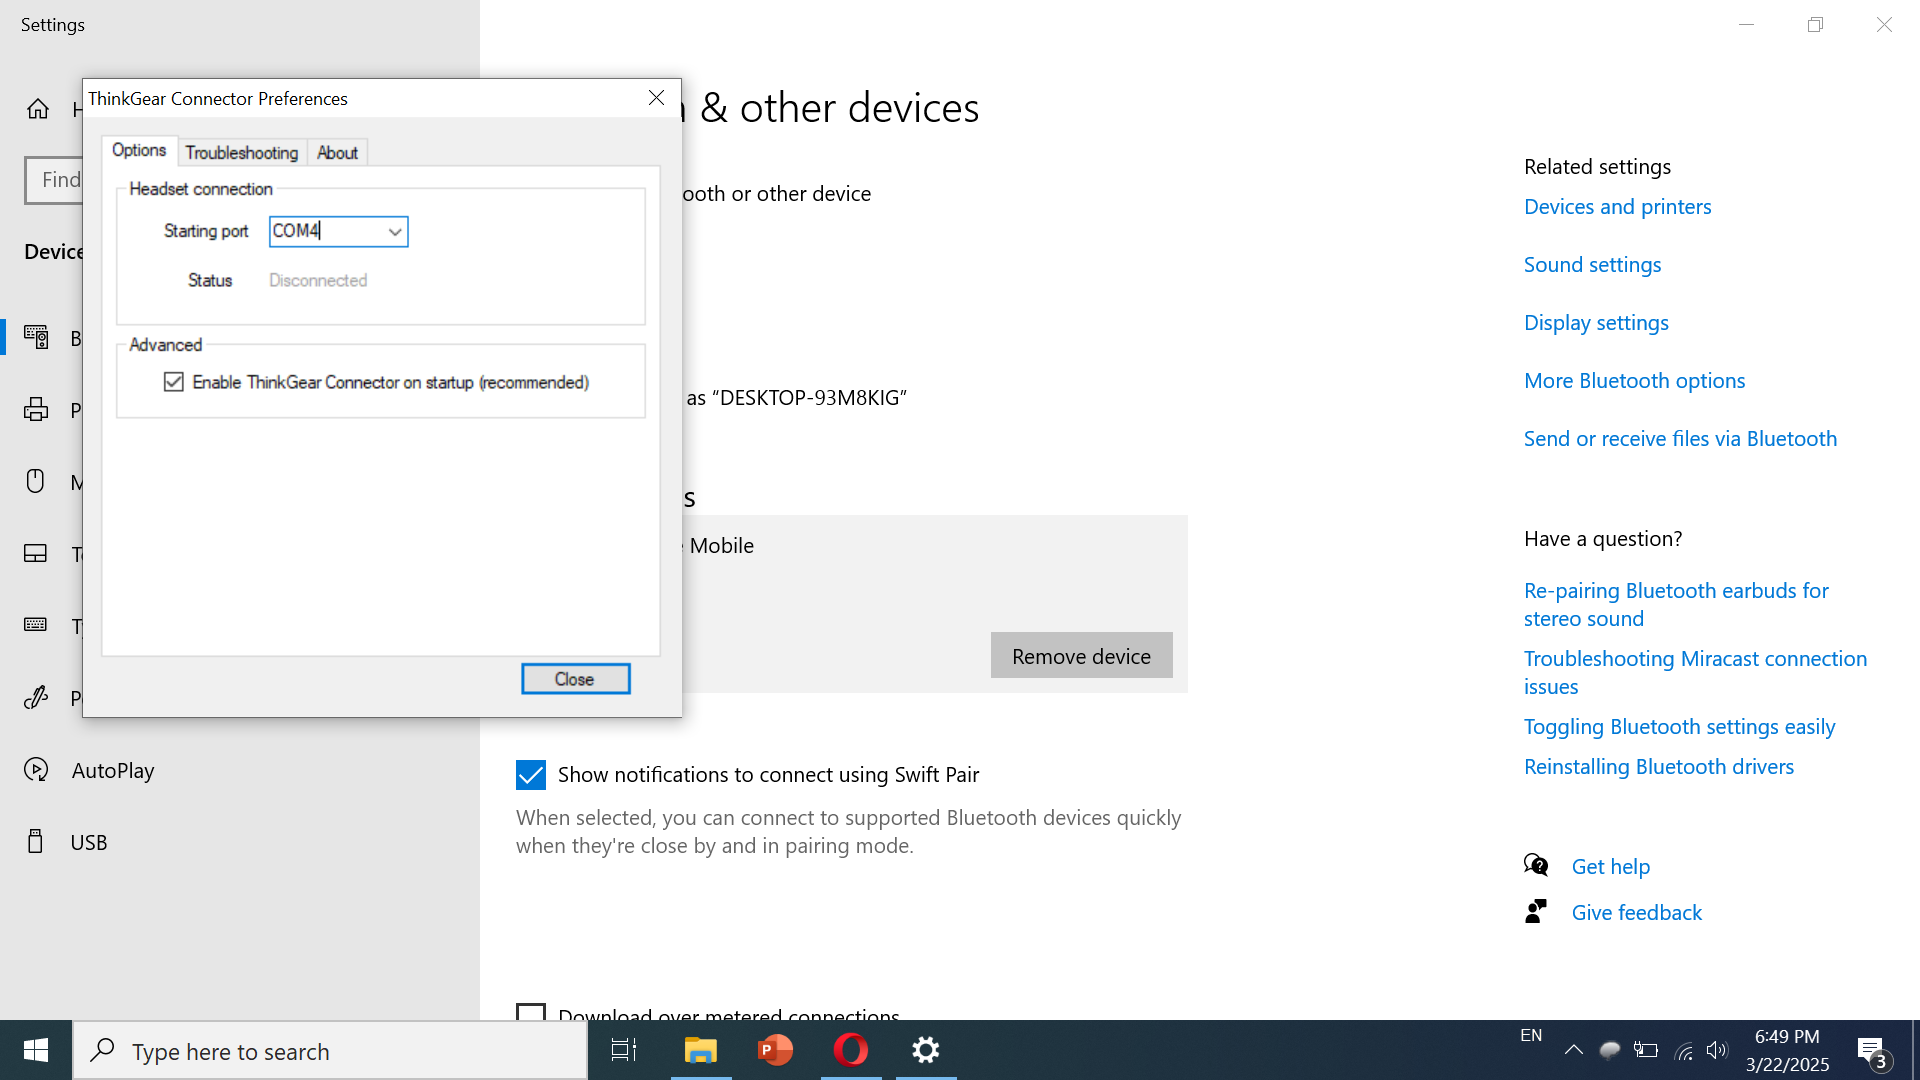 Settings
ThinkGear Connector Preferences
Options
Troubleshooting
About
Headset connection
Starting port
COM4
Status
Disconnected
Advanced
Enable ThinkGear Connector on startup (recommended)
Close
H
Find
Device
B
P
M
T
AutoPlay
USB
& other devices
ooth or other device
as “DESKTOP-93M8KIG”
s
Mobile
Remove device
Show notifications to connect using Swift Pair
When selected, you can connect to supported Bluetooth devices quickly
when they're close by and in pairing mode.
Download over metered connections
Related settings
Devices and printers
Sound settings
Display settings
More Bluetooth options
Send or receive files via Bluetooth
Have a question?
Re-pairing Bluetooth earbuds for
stereo sound
Troubleshooting Miracast connection
issues
Toggling Bluetooth settings easily
Reinstalling Bluetooth drivers
Get help
Give feedback
Type here to search
P
EN
6:49 PM
3/22/2025
3